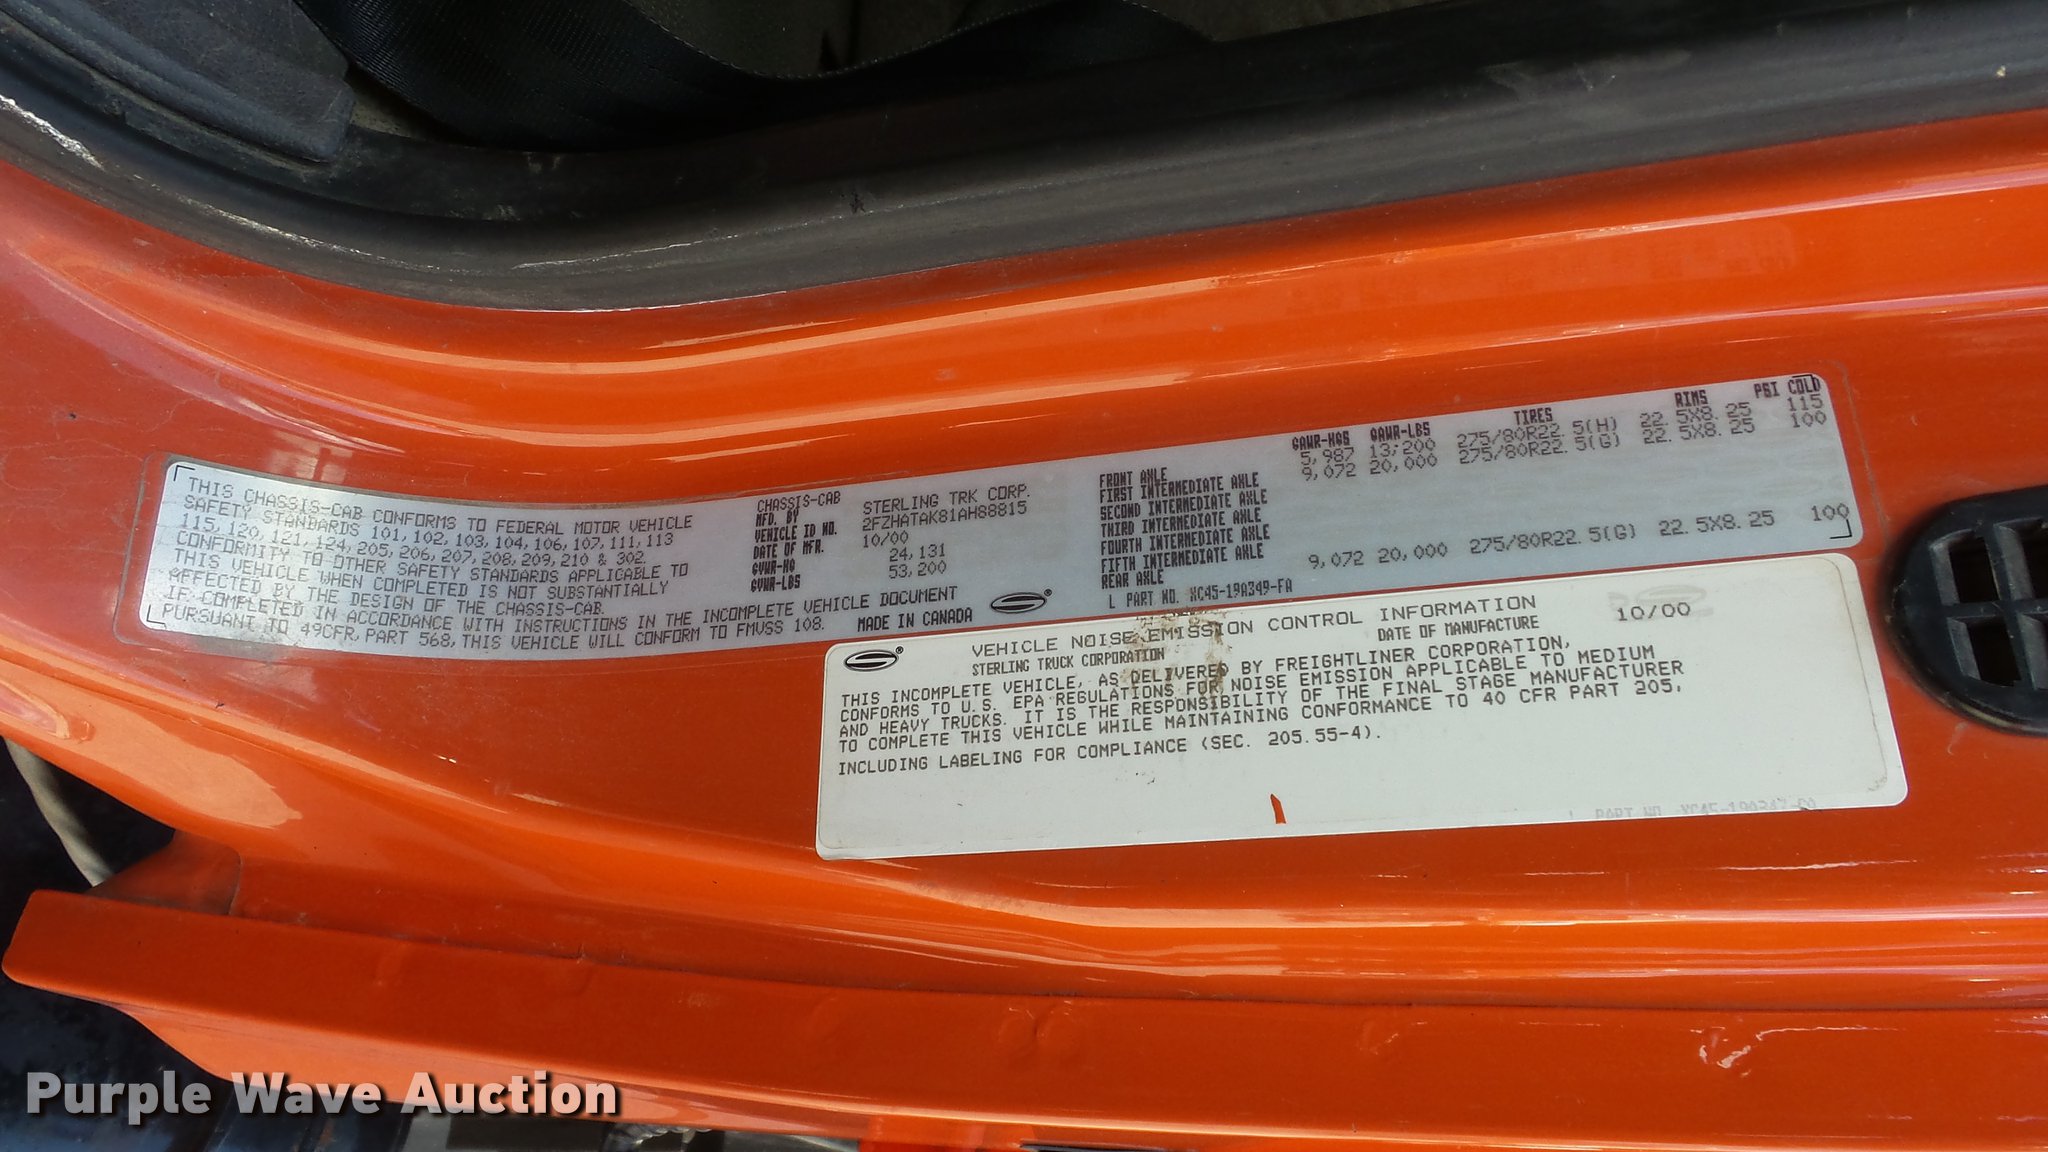 THIS CHASSIS-CAB CONFORMS TO FEDERAL MOTOR VEHICLE
SAFETY STANDARDS 101, 102, 103, 104, 106, 107, 111, 113
115, 120, 121, 124, 205, 206, 207, 208, 209, 210 & 302.
CONFORMITY TO OTHER SAFETY STANDARDS APPLICABLE TO
THIS VEHICLE WHEN COMPLETED IS NOT SUBSTANTIALLY
AFFECTED BY THE DESIGN OF THE CHASSIS-CAB.
IF COMPLETED IN ACCORDANCE WITH INSTRUCTIONS IN THE INCOMPLETE VEHICLE DOCUMENT
PURSUANT TO 49CFR, PART 568, THIS VEHICLE WILL CONFORM TO FMVSS 108.
MADE IN CANADA
CHASSIS-CAB
MFD. BY STERLING TRK CORP.
VEHICLE ID NO. 2FZHATAK81AH88815
DATE OF MFR. 10/00
GVWR-KG 24,131
GVWR-LBS 53,200
GAWR-KGS GAWR-LBS TIRES RIMS PSI COLD
FRONT AXLE 5,987 13,200 275/80R22.5(H) 22.5X8.25 115
FIRST INTERMEDIATE AXLE 9,072 20,000 275/80R22.5(G) 22.5X8.25 100
SECOND INTERMEDIATE AXLE
THIRD INTERMEDIATE AXLE
FOURTH INTERMEDIATE AXLE
FIFTH INTERMEDIATE AXLE
REAR AXLE 9,072 20,000 275/80R22.5(G) 22.5X8.25 100
L PART NO. XC45-19A349-FA
VEHICLE NOISE EMISSION CONTROL INFORMATION
STERLING TRUCK CORPORATION DATE OF MANUFACTURE 10/00
THIS INCOMPLETE VEHICLE, AS DELIVERED BY FREIGHTLINER CORPORATION,
CONFORMS TO U.S. EPA REGULATIONS FOR NOISE EMISSION APPLICABLE TO MEDIUM
AND HEAVY TRUCKS. IT IS THE RESPONSIBILITY OF THE FINAL STAGE MANUFACTURER
TO COMPLETE THIS VEHICLE WHILE MAINTAINING CONFORMANCE TO 40 CFR PART 205,
INCLUDING LABELING FOR COMPLIANCE (SEC. 205.55-4).
L PART NO.
Purple Wave Auction